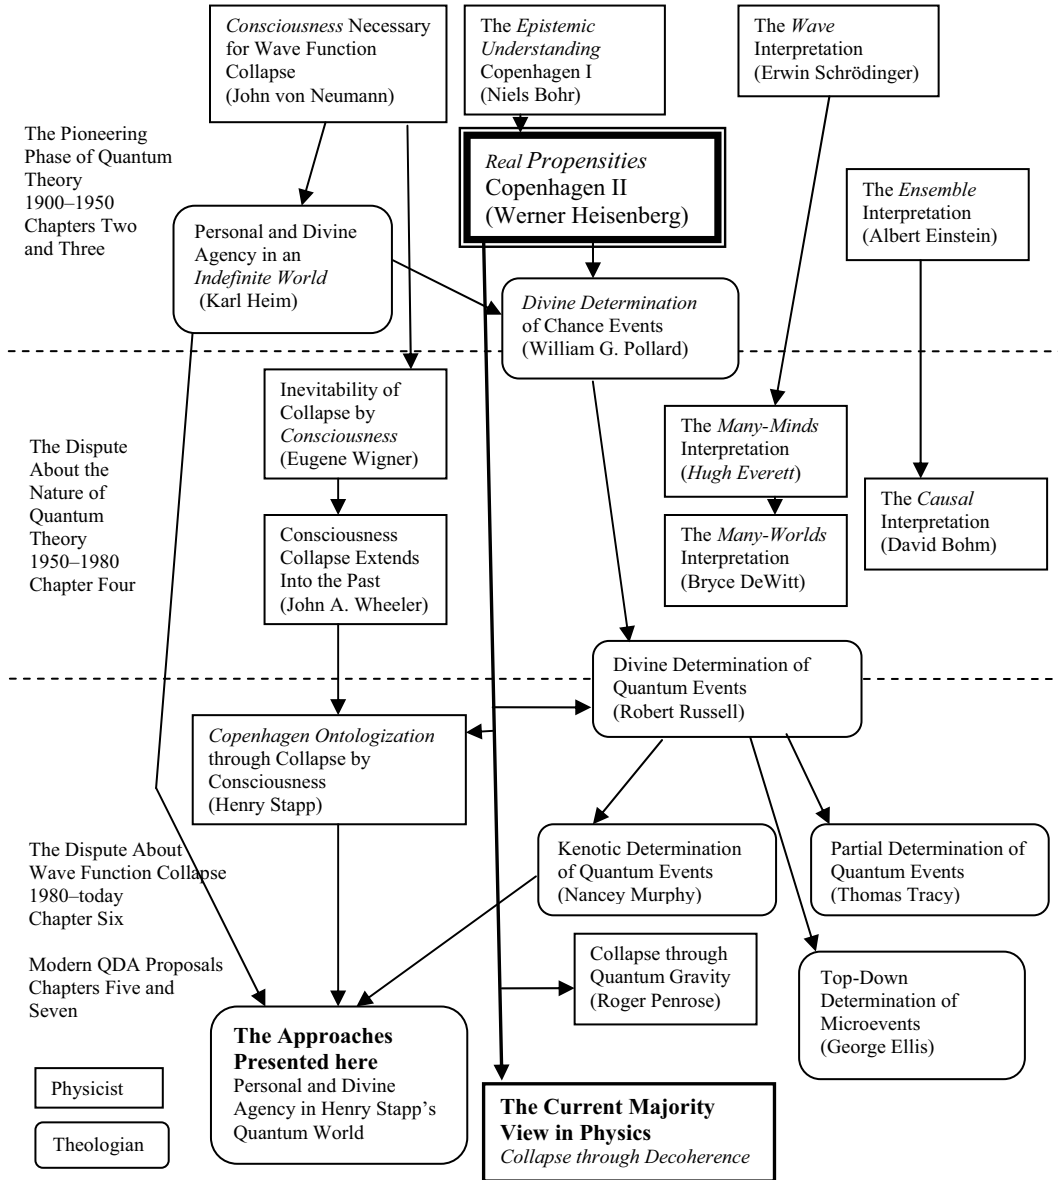 Consciousness Necessary
for Wave Function
Collapse
(John von Neumann)
The Epistemic
Understanding
Copenhagen I
(Niels Bohr)
The Wave
Interpretation
(Erwin Schrödinger)
The Pioneering
Phase of Quantum
Theory
1900–1950
Chapters Two
and Three
Real Propensities
Copenhagen II
(Werner Heisenberg)
The Ensemble
Interpretation
(Albert Einstein)
Personal and Divine
Agency in an
Indefinite World
(Karl Heim)
Divine Determination
of Chance Events
(William G. Pollard)
Inevitability of
Collapse by
Consciousness
(Eugene Wigner)
The Many-Minds
Interpretation
(Hugh Everett)
The Dispute
About the
Nature of
Quantum
Theory
1950–1980
Chapter Four
The Causal
Interpretation
(David Bohm)
Consciousness
Collapse Extends
Into the Past
(John A. Wheeler)
The Many-Worlds
Interpretation
(Bryce DeWitt)
Divine Determination of
Quantum Events
(Robert Russell)
Copenhagen Ontologization
through Collapse by
Consciousness
(Henry Stapp)
The Dispute About
Wave Function Collapse
1980–today
Chapter Six
Kenotic Determination
of Quantum Events
(Nancey Murphy)
Partial Determination of
Quantum Events
(Thomas Tracy)
Modern QDA Proposals
Chapters Five and
Seven
Collapse through
Quantum Gravity
(Roger Penrose)
Top-Down
Determination of
Microevents
(George Ellis)
The Approaches
Presented here
Personal and Divine
Agency in Henry Stapp's
Quantum World
Physicist
Theologian
The Current Majority
View in Physics
Collapse through Decoherence